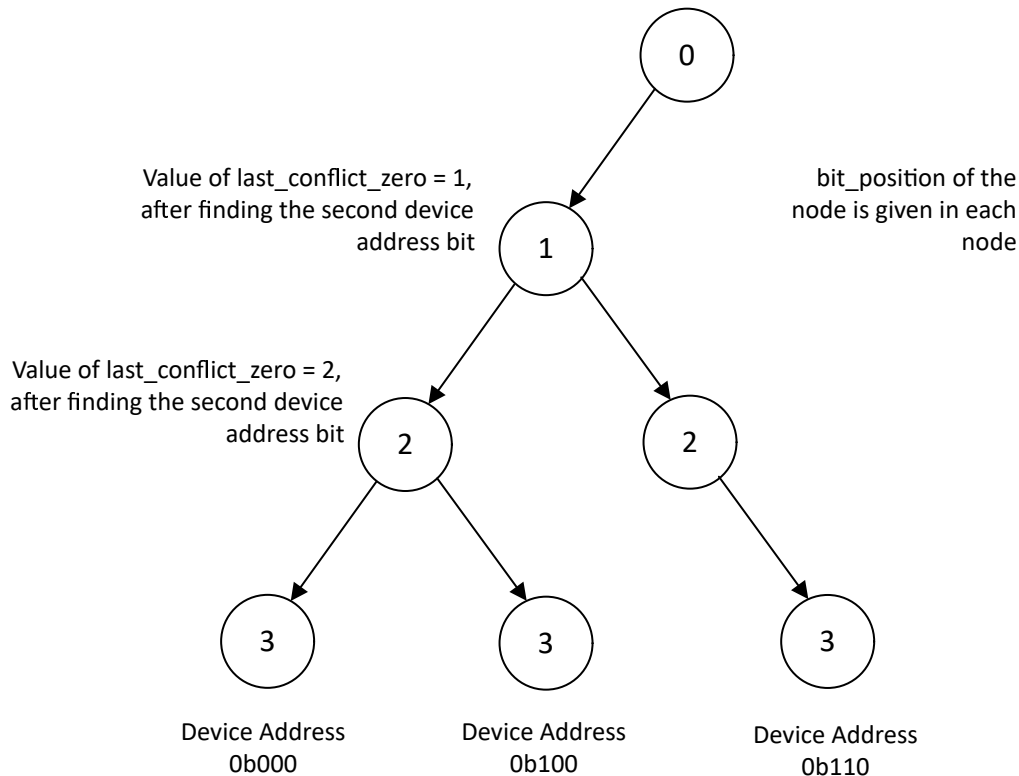 0
Value of last_conflict_zero = 1,
after finding the second device
address bit
bit_position of the
node is given in each
node
1
Value of last_conflict_zero = 2,
after finding the second device
address bit
2
2
3
3
3
Device Address
0b000
Device Address
0b100
Device Address
0b110